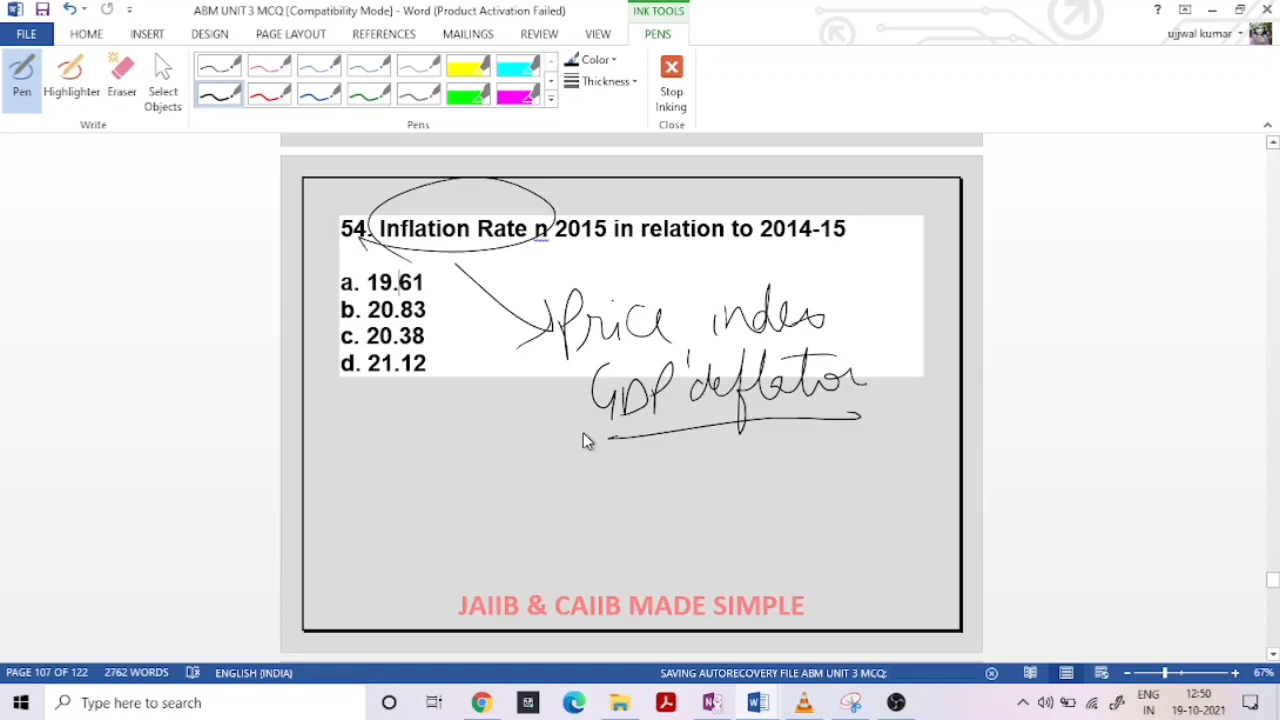 ABM UNIT 3 MCQ [Compatibility Mode] - Word (Product Activation Failed)
INK TOOLS
FILE HOME INSERT DESIGN PAGE LAYOUT REFERENCES MAILINGS REVIEW VIEW PENS
ujjwal kumar
Pen Highlighter Eraser Select Objects
Color
Thickness
Stop Inking
Write Pens Close
54. Inflation Rate n 2015 in relation to 2014-15
a. 19.61
b. 20.83
c. 20.38
d. 21.12
Price index
GDP deflator
JAIIB & CAIIB MADE SIMPLE
PAGE 107 OF 122 2762 WORDS ENGLISH (INDIA) SAVING AUTORECOVERY FILE ABM UNIT 3 MCQ: 67%
Type here to search
ENG IN
12:50
19-10-2021